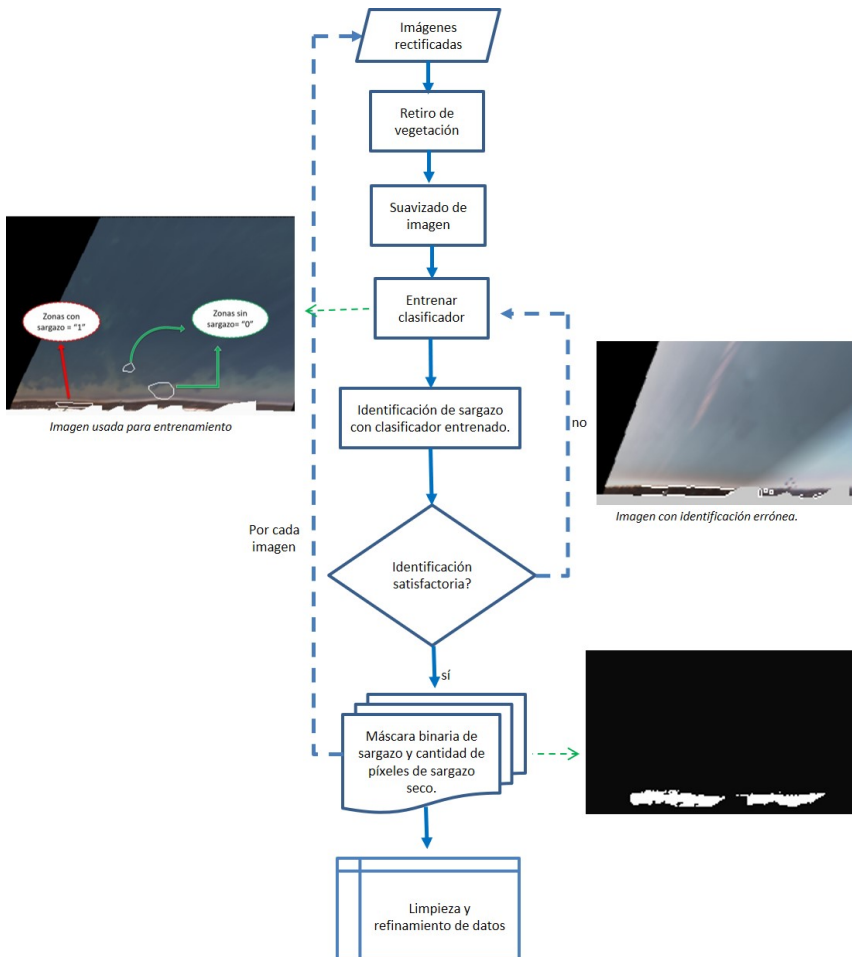 Imágenes
rectificadas
Retiro de
vegetación
Suavizado de
imagen
Entrenar
clasificador
Zonas con
sargazo = “1”
Zonas sin
sargazo= “0”
Imagen usada para entrenamiento
Identificación de sargazo
con clasificador entrenado.
no
Imagen con identificación errónea.
Por cada
imagen
Identificación
satisfactoria?
sí
Máscara binaria de
sargazo y cantidad de
píxeles de sargazo
seco.
Limpieza y
refinamiento de datos